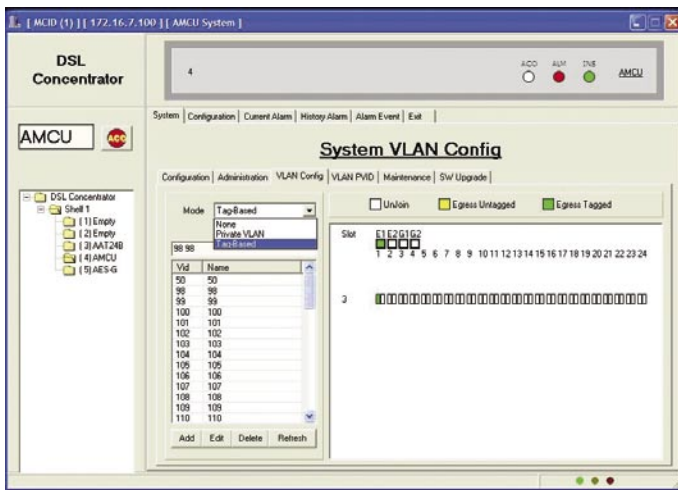 [ MCID (1) ] [ 172.16.7.100 ] [ AMCU System ]
DSL
Concentrator
4
ACO ALM INS
AMCU
System Configuration Current Alarm History Alarm Alarm Event Exit
AMCU
ACO
System VLAN Config
Configuration Administration VLAN Config VLAN PVID Maintenance SW Upgrade
DSL Concentrator
Shelf 1
( 1) Empty
( 2) Empty
( 3) AAT24B
( 4) AMCU
( 5) AES-G
Mode Tag-Based
None
Private VLAN
Tag-Based
98 98
Vid Name
50 50
98 98
99 99
100 100
101 101
102 102
103 103
104 104
105 105
106 106
107 107
108 108
109 109
110 110
Add Edit Delete Refresh
UnJoin Egress Untagged Egress Tagged
Slot E1 E2 G1 G2
1 2 3 4 5 6 7 8 9 10 11 12 13 14 15 16 17 18 19 20 21 22 23 24
3